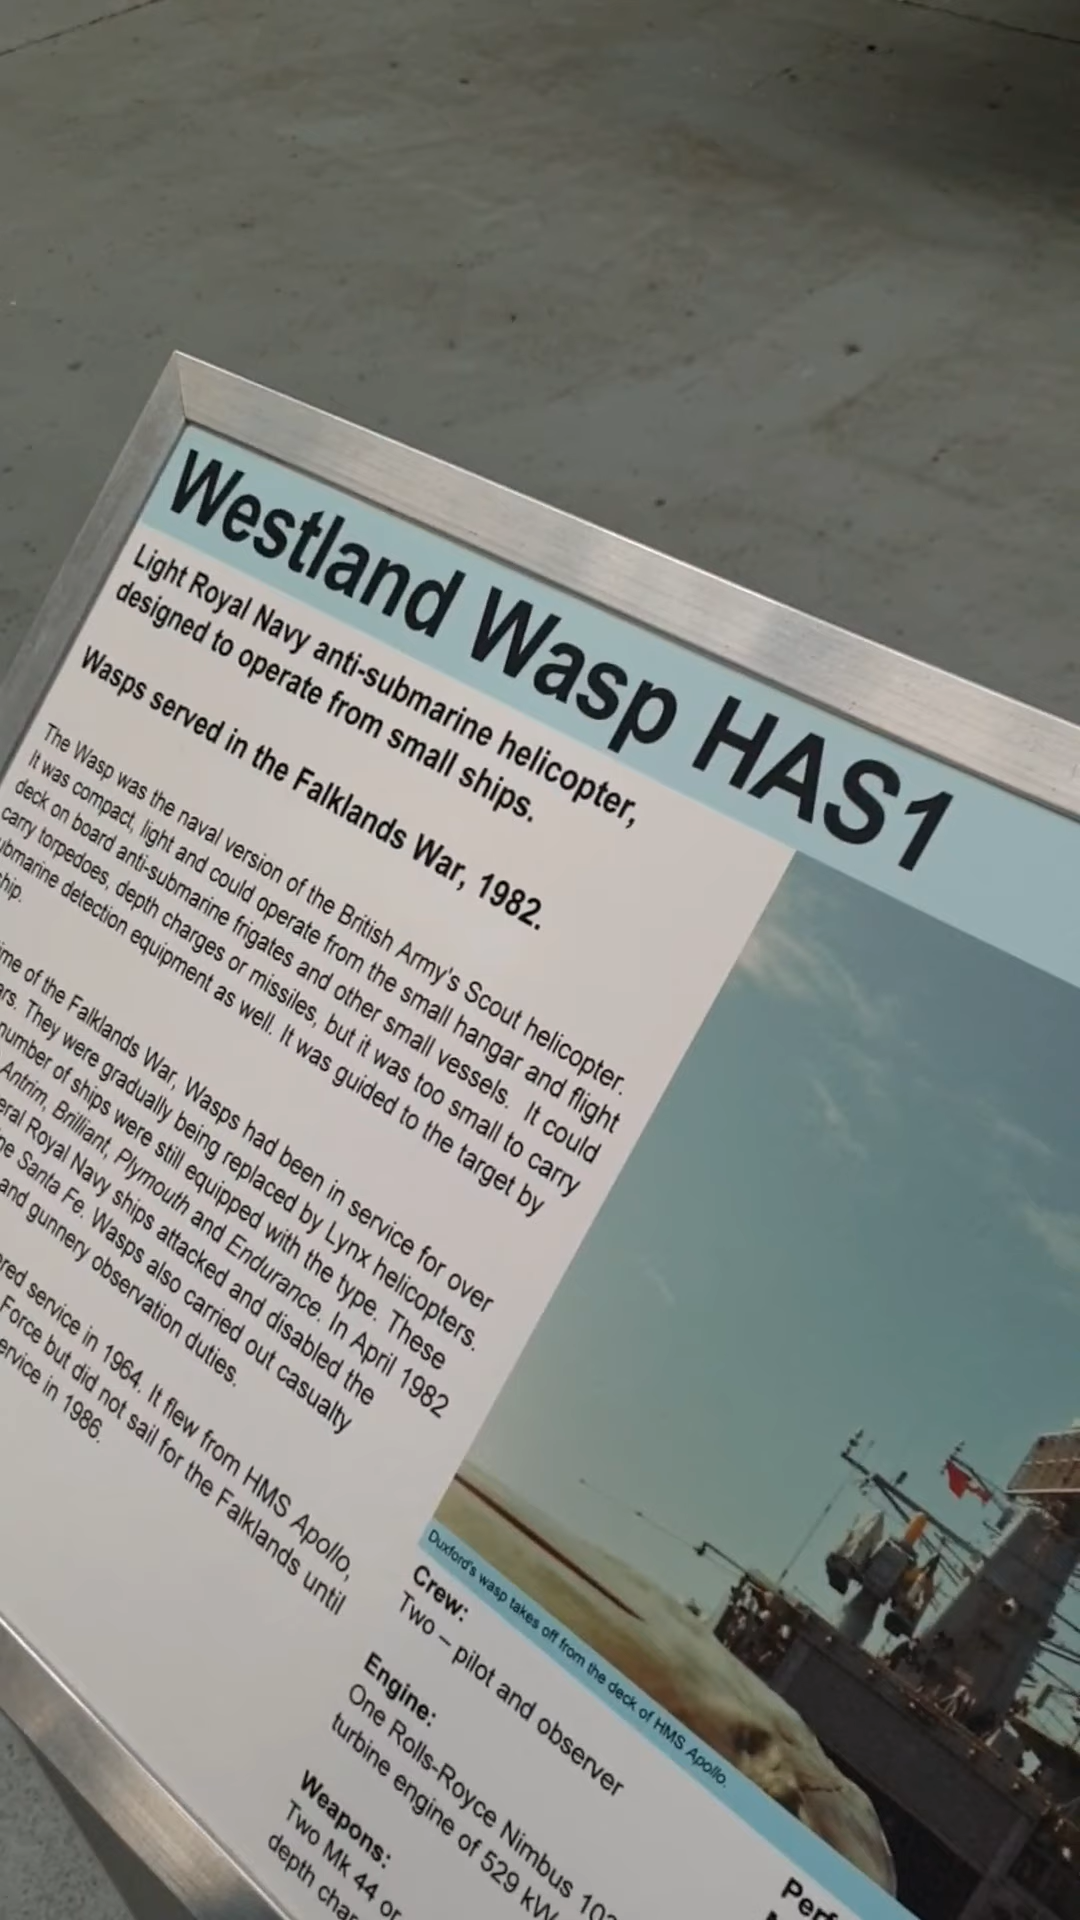 Westland Wasp HAS1
Light Royal Navy anti-submarine helicopter,
designed to operate from small ships.
Wasps served in the Falklands War, 1982.
The Wasp was the naval version of the British Army's Scout helicopter.
It was compact, light and could operate from the small hangar and flight
deck on board anti-submarine frigates and other small vessels. It could
carry torpedoes, depth charges or missiles, but it was too small to carry
detection equipment as well. It was guided to the target by
of the Falklands War, Wasps had been in service for over
They were gradually being replaced by Lynx helicopters.
number of ships were still equipped with the type. These
Antrim, Brilliant, Plymouth and Endurance. In April 1982
Royal Navy ships attacked and disabled the
Santa Fe. Wasps also carried out casualty
and gunnery observation duties.
service in 1964. It flew from HMS Apollo,
Force but did not sail for the Falklands until
in 1986.
Duxford's wasp takes off from the deck of HMS Apollo.
Crew:
Two – pilot and observer
Engine:
One Rolls-Royce Nimbus
turbine engine of 529 kW
Weapons:
Two Mk 44 or
depth